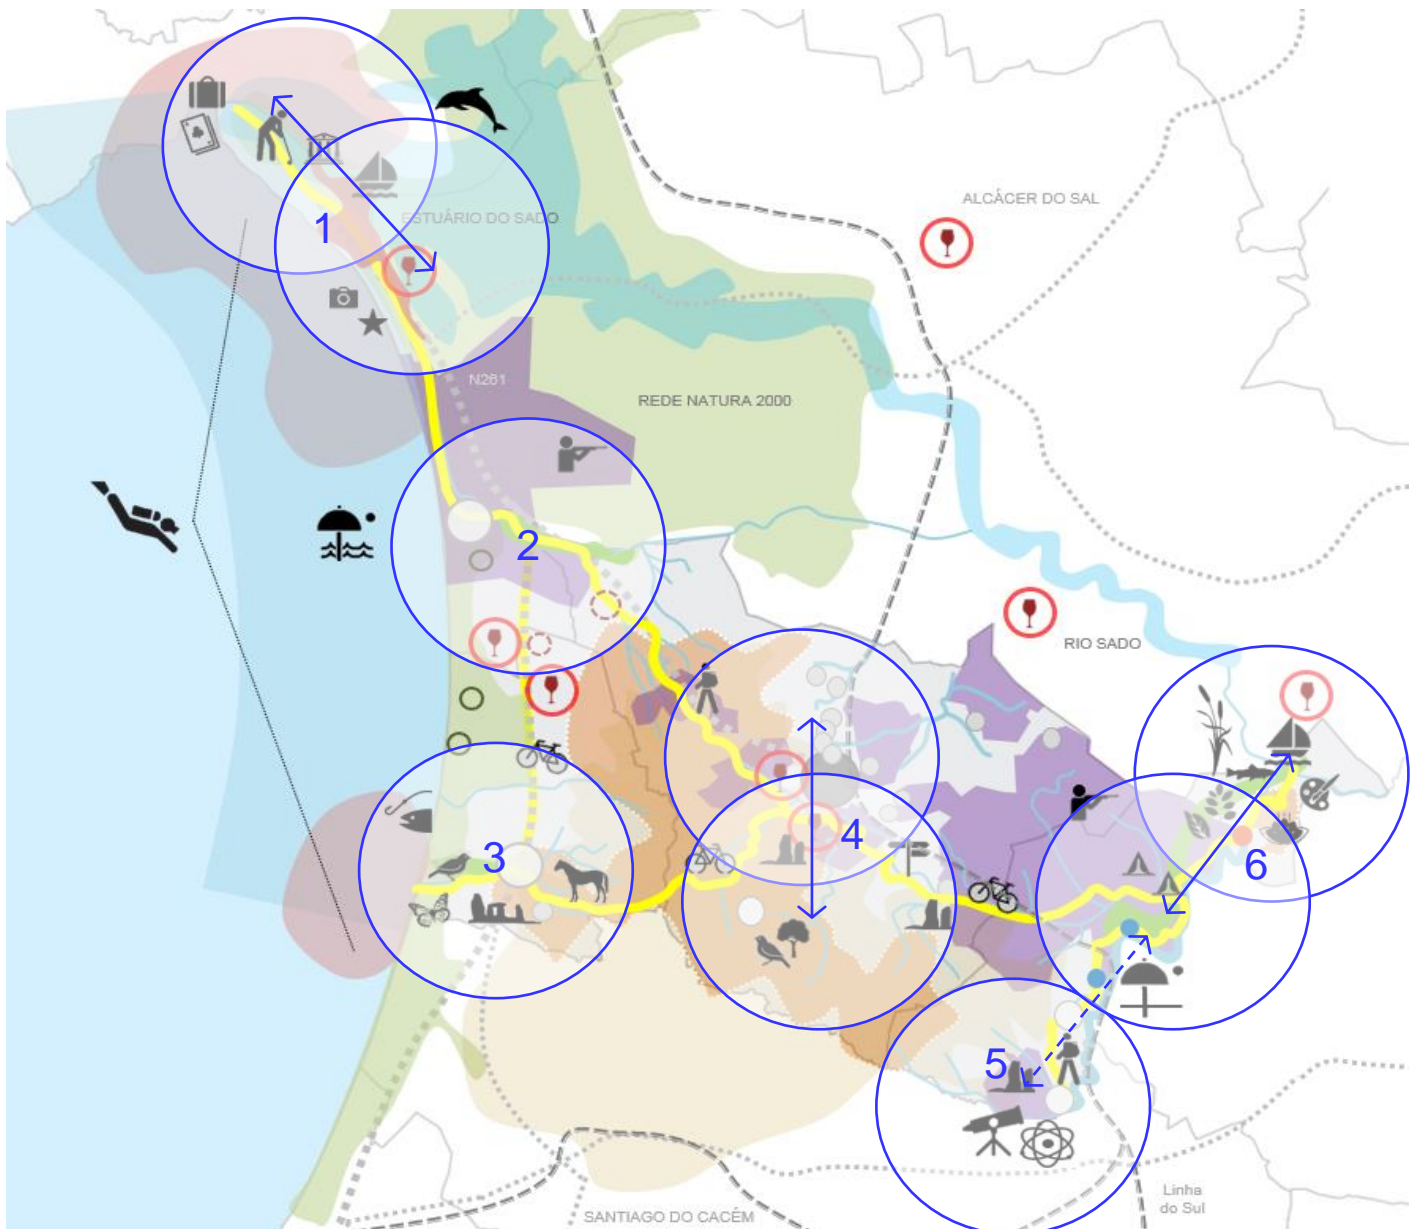 ALCÁCER DO SAL
1
ESTUÁRIO DO SADO
N261
REDE NATURA 2000
2
RIO SADO
3
4
6
5
Linha
do Sul
SANTIAGO DO CACÉM